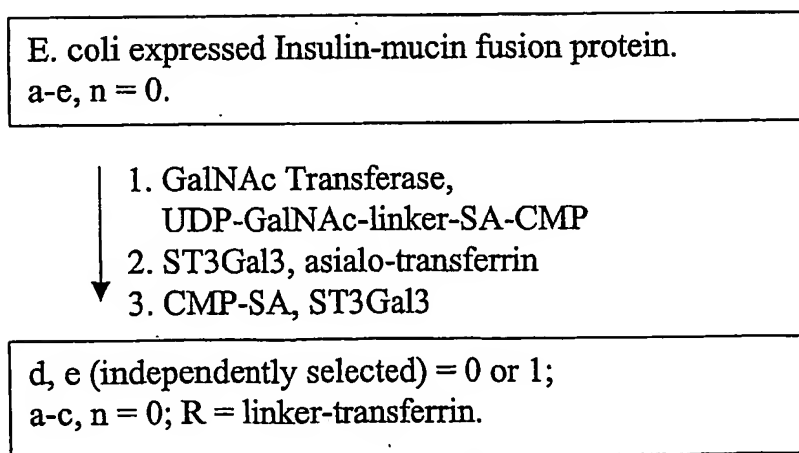 E. coli expressed Insulin-mucin fusion protein.
a-e, n = 0.
1. GalNAc Transferase,
UDP-GalNAc-linker-SA-CMP
2. ST3Gal3, asialo-transferrin
3. CMP-SA, ST3Gal3
d, e (independently selected) = 0 or 1;
a-c, n = 0; R = linker-transferrin.